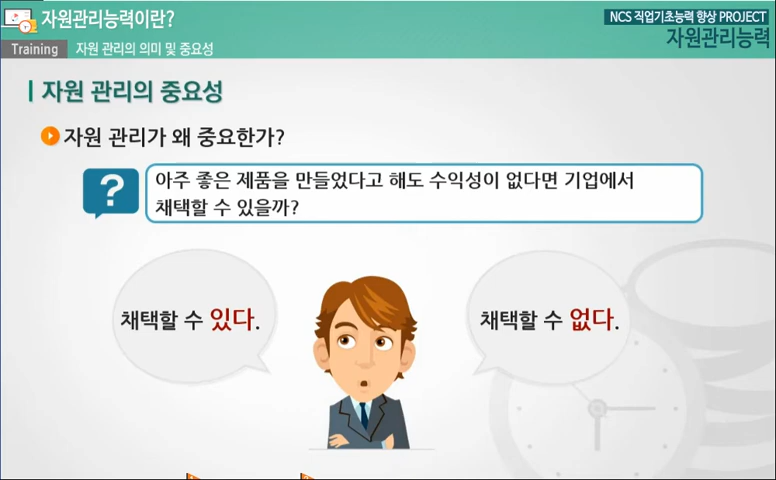 자원관리능력이란?
NCS 직업기초능력 향상 PROJECT
자원관리능력
Training 자원 관리의 의미 및 중요성
자원 관리의 중요성
자원 관리가 왜 중요한가?
?
아주 좋은 제품을 만들었다고 해도 수익성이 없다면 기업에서
채택할 수 있을까?
채택할 수 있다.
채택할 수 없다.